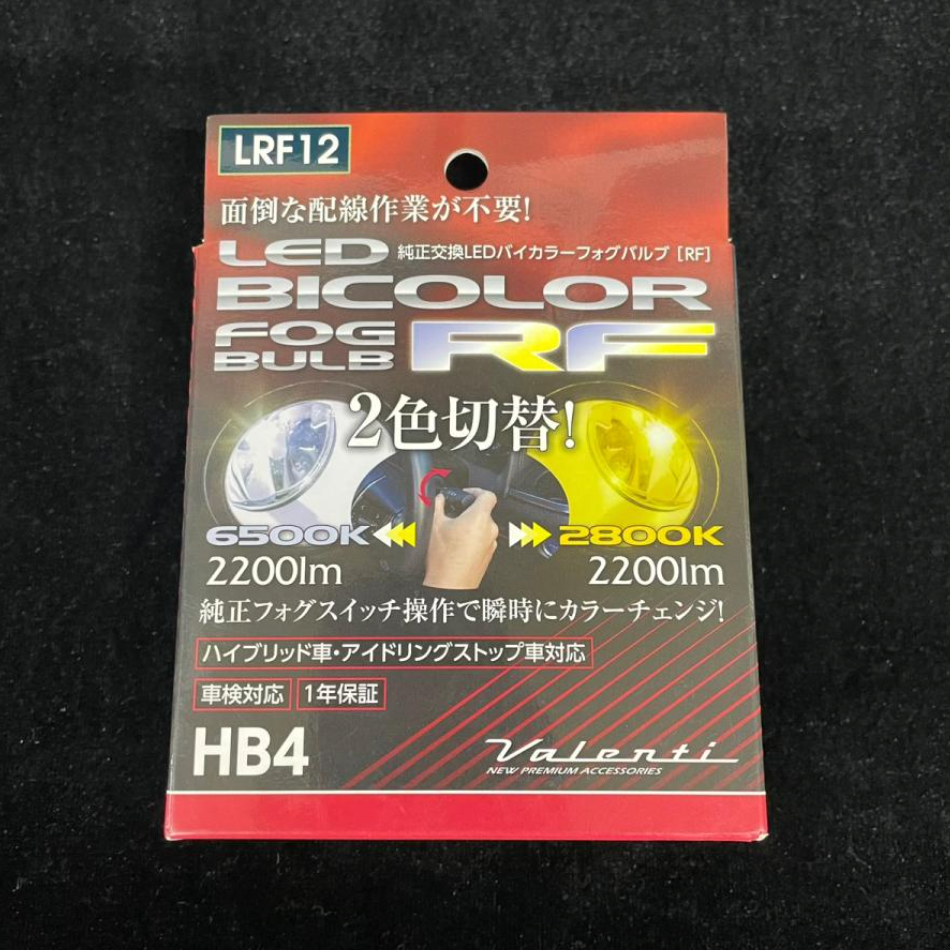 LRF12
面倒な配線作業が不要!
LED 純正交換LEDバイカラーフォグバルブ [RF]
BICOLOR
FOG BULB RF
2色切替!
6500K 2800K
2200lm 2200lm
純正フォグスイッチ操作で瞬時にカラーチェンジ!
ハイブリッド車・アイドリングストップ車対応
車検対応 1年保証
HB4
Valenti
NEW PREMIUM ACCESSORIES